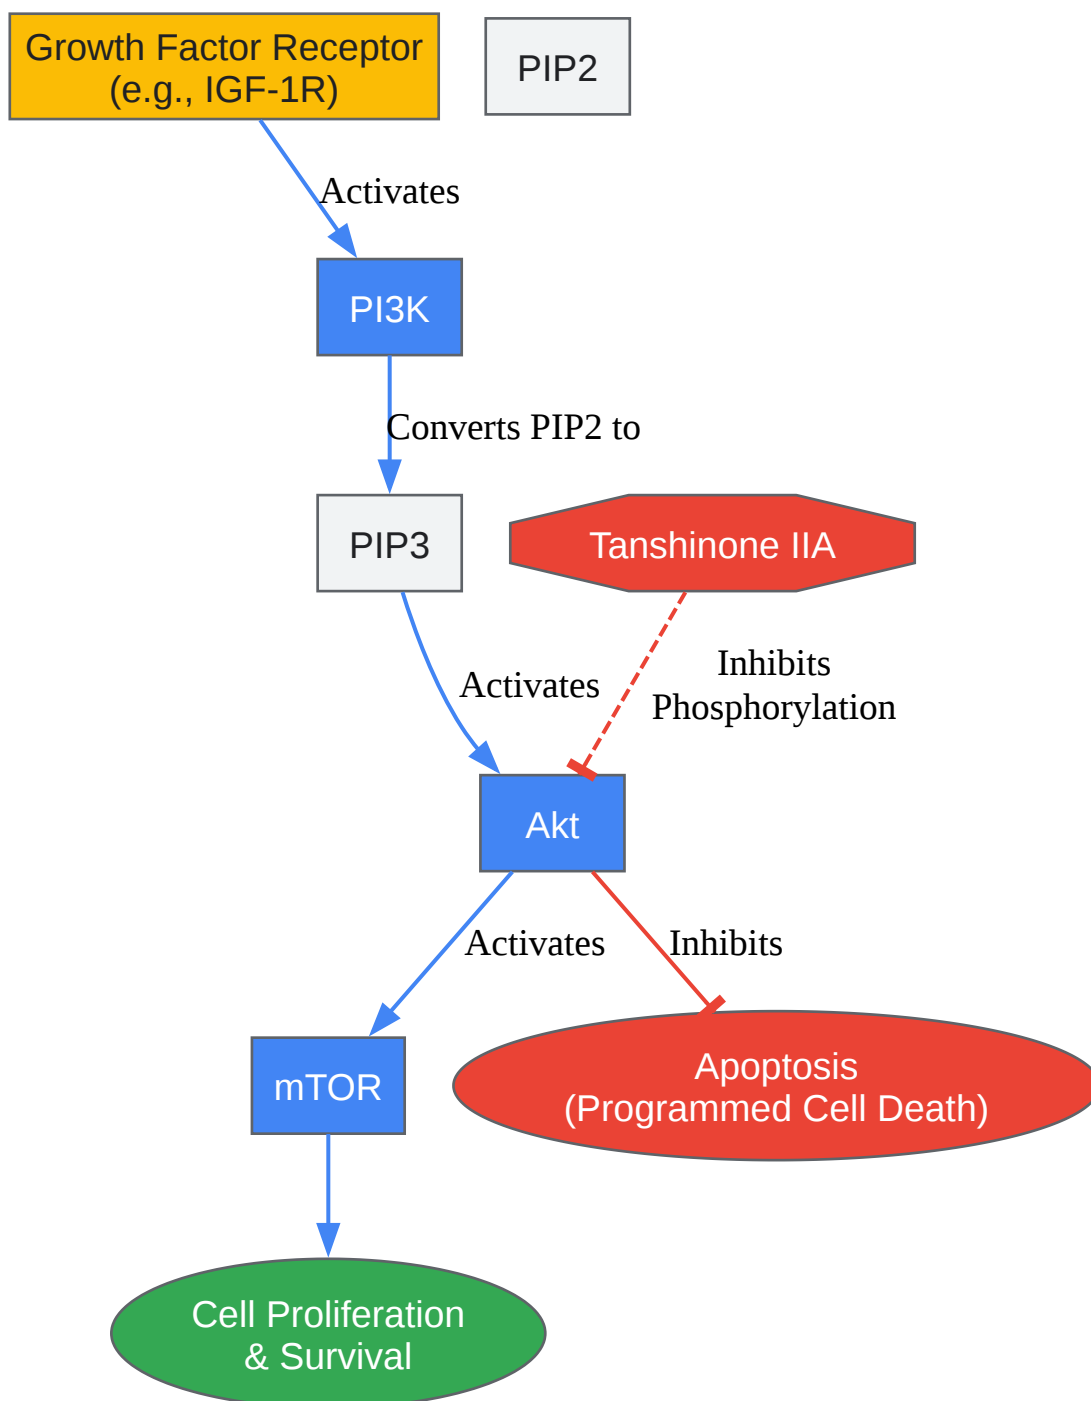 Growth Factor Receptor
(e.g., IGF-1R)
PIP2
Activates
PI3K
Converts PIP2 to
PIP3
Tanshinone IIA
Activates
Inhibits
Phosphorylation
Akt
Activates
Inhibits
mTOR
Apoptosis
(Programmed Cell Death)
Cell Proliferation
& Survival